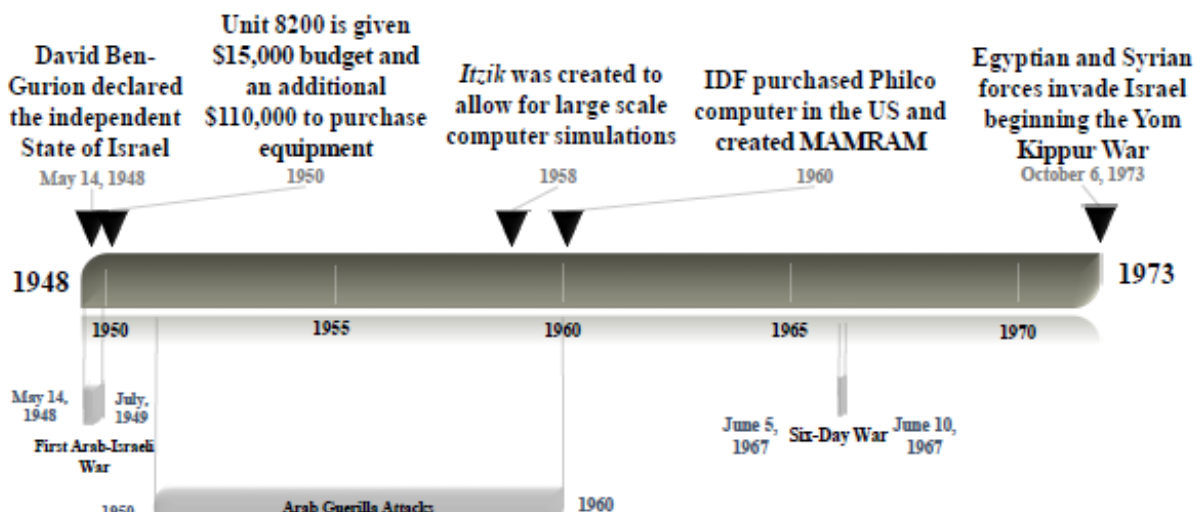 David Ben-
Gurion declared
the independent
State of Israel
May 14, 1948
Unit 8200 is given
$15,000 budget and
an additional
$110,000 to purchase
equipment
1950
Itzik was created to
allow for large scale
computer simulations
1958
IDF purchased Philco
computer in the US and
created MAMRAM
1960
Egyptian and Syrian
forces invade Israel
beginning the Yom
Kippur War
October 6, 1973
1948
1973
1950
1955
1960
1965
1970
May 14,
1948
July,
1949
First Arab-Israeli
War
June 5,
1967
Six-Day War
June 10,
1967
1950
Arab Guerilla Attacks
1960